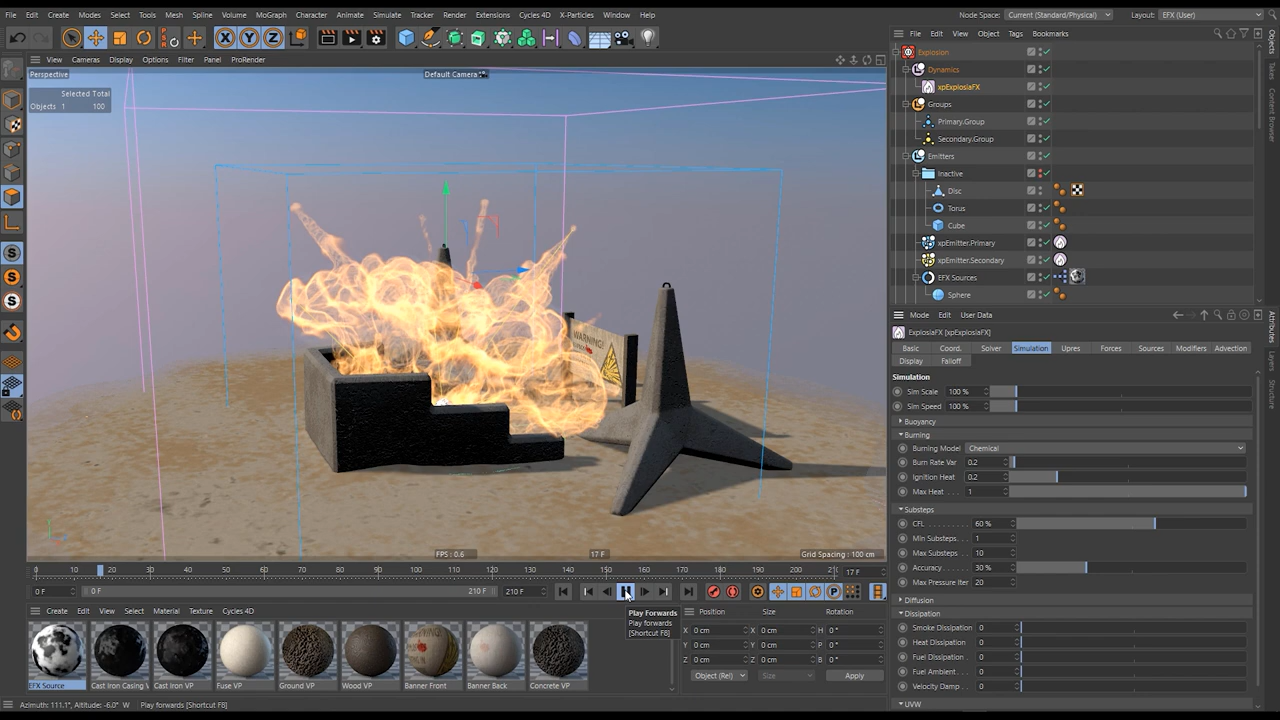 File Edit Create Modes Select Tools Mesh Spline Volume MoGraph Character Animate Simulate Tracker Render Extensions Cycles 4D X-Particles Window Help
Node Space: Current (Standard/Physical) Layout: EFX (User)
X Y Z
File Edit View Object Tags Bookmarks
View Cameras Display Options Filter Panel ProRender
Perspective
Default Camera
Selected Total
Objects 1 100
Explosion
Dynamics
xpExplosiaFX
Groups
Primary.Group
Secondary.Group
Emitters
Inactive
Disc
Torus
Cube
xpEmitter.Primary
xpEmitter.Secondary
EFX Sources
Sphere
Objects
Takes
Content Browser
WARNING!
Mode Edit User Data
ExplosiaFX [xpExplosiaFX]
Basic Coord. Solver Simulation Upres Forces Sources Modifiers Advection
Display Falloff
Attributes
Layers
Structure
Simulation
Sim Scale 100 %
Sim Speed 100 %
Buoyancy
Burning
Burning Model Chemical
Burn Rate Var 0.2
Ignition Heat 0.2
Max Heat . . . 1
Substeps
CFL . . . . . . . . 60 %
Min Substeps . 1
Max Substeps 10
Accuracy . . . . 30 %
Max Pressure Iter 20
Diffusion
Dissipation
Smoke Dissipation 0
Heat Dissipation 0
Fuel Dissipation . 0
Fuel Ambient . . 0
Velocity Damp . . 0
UVW
FPS : 0.6 17 F Grid Spacing : 100 cm
0 10 20 30 40 50 60 70 80 90 100 110 120 130 140 150 160 170 180 190 200 17 F
0 F 0 F 210 F 210 F
Play Forwards
Play forwards
[Shortcut F8]
Create Edit View Select Material Texture Cycles 4D
EFX Source Cast Iron Casing V Cast Iron VP Fuse VP Ground VP Wood VP Banner Front Banner Back Concrete VP
Position Size Rotation
X 0 cm X 0 cm H 0 °
Y 0 cm Y 0 cm P 0 °
Z 0 cm Z 0 cm B 0 °
Object (Rel) Size Apply
Azimuth: 111.1°, Altitude: -6.0° W Play forwards [Shortcut F8]